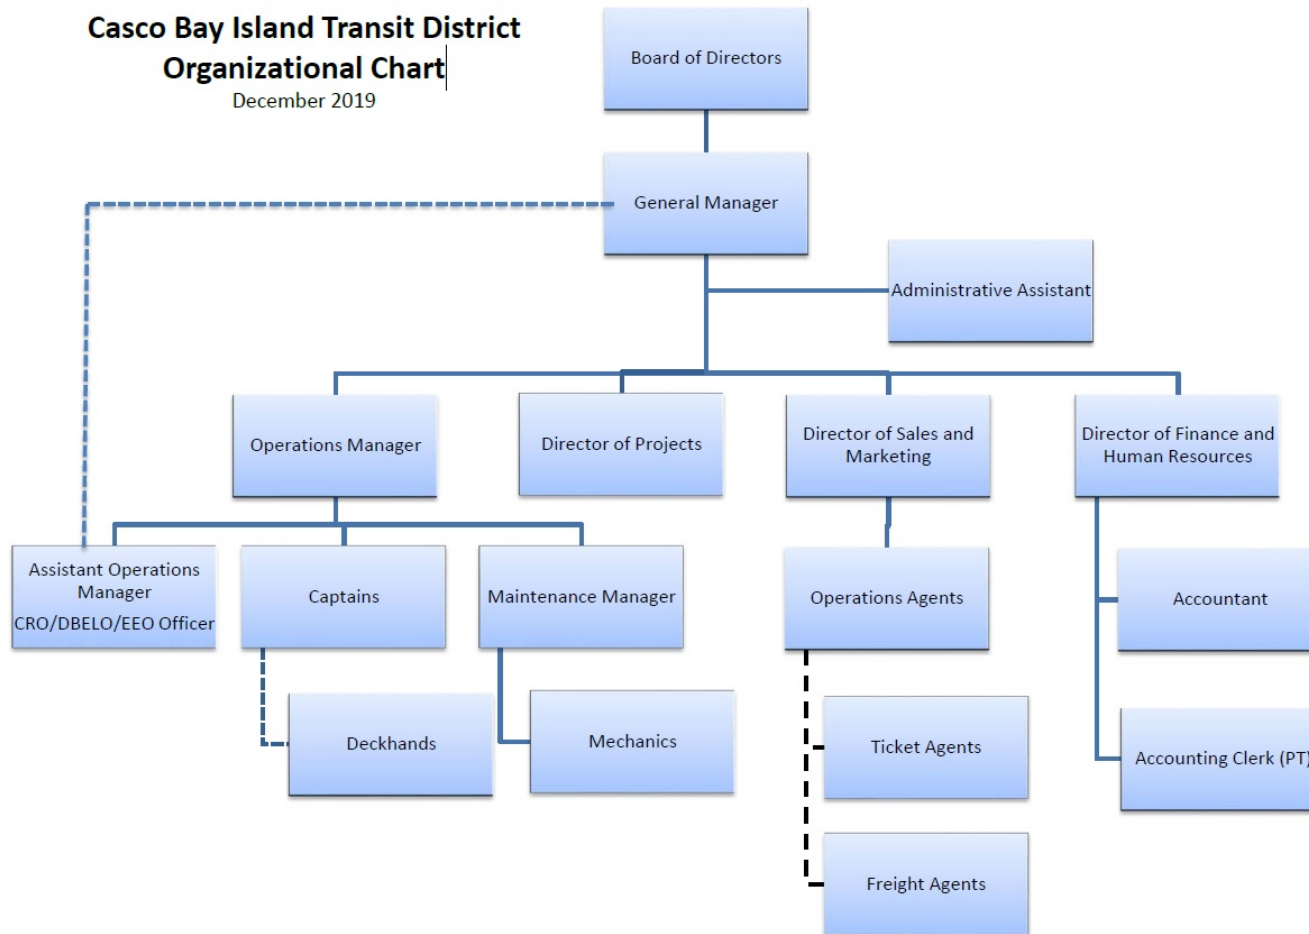 Casco Bay Island Transit District
Organizational Chart
December 2019
Board of Directors
General Manager
Administrative Assistant
Operations Manager
Director of Projects
Director of Sales and
Marketing
Director of Finance and
Human Resources
Assistant Operations
Manager
CRO/DBELO/EEO Officer
Captains
Maintenance Manager
Operations Agents
Accountant
Deckhands
Mechanics
Ticket Agents
Accounting Clerk (PT)
Freight Agents